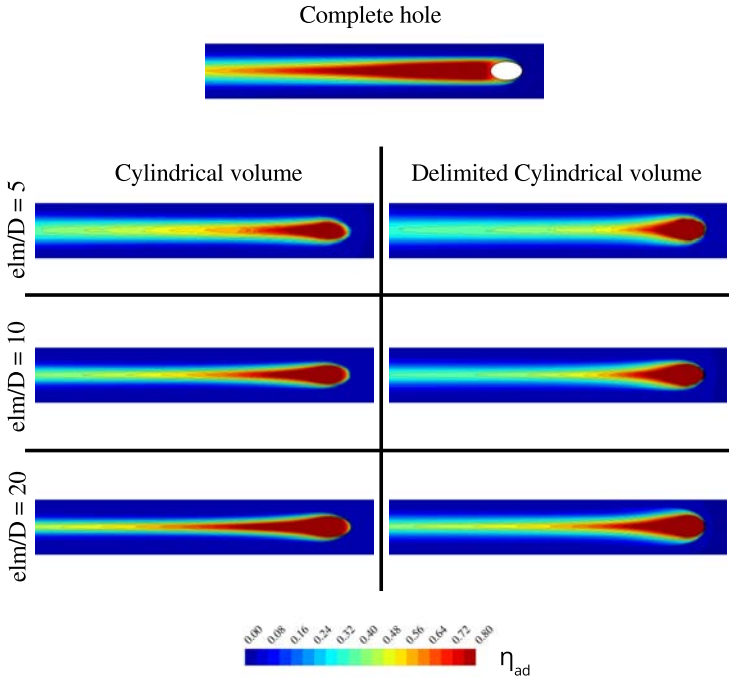 Complete hole
Cylindrical volume
Delimited Cylindrical volume
elm/D = 5
elm/D = 10
elm/D = 20
0.00 0.08 0.16 0.24 0.32 0.40 0.48 0.56 0.64 0.72 0.80
ηad